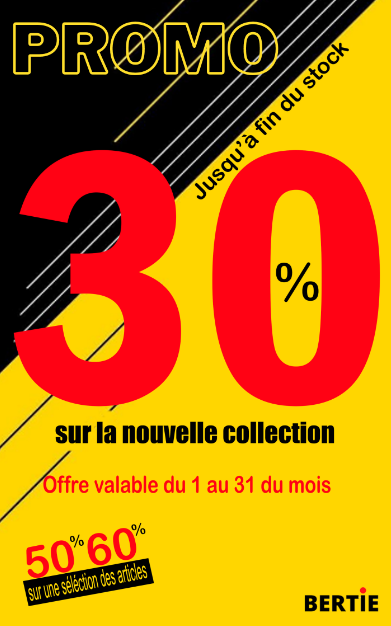 PROMO
Jusqu'à fin du stock
30%
sur la nouvelle collection
Offre valable du 1 au 31 du mois
50% 60%
sur une séléction des articles
BERTIE